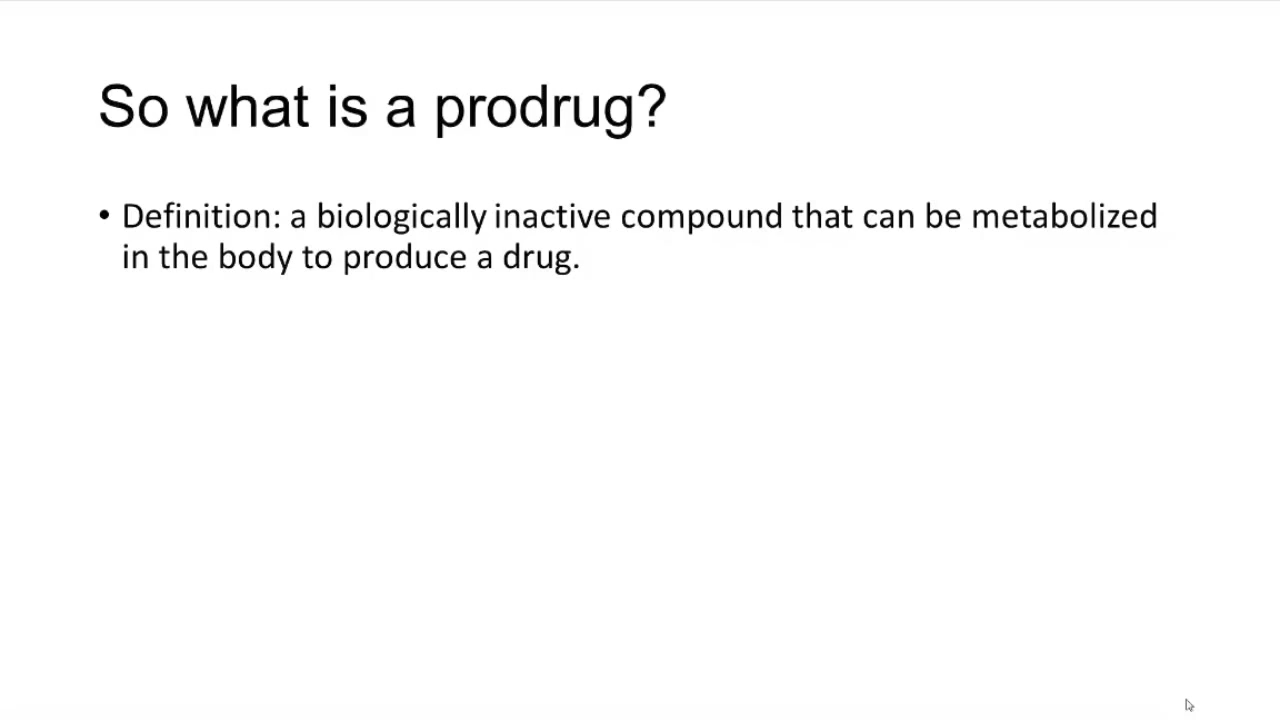 So what is a prodrug?
• Definition: a biologically inactive compound that can be metabolized
in the body to produce a drug.